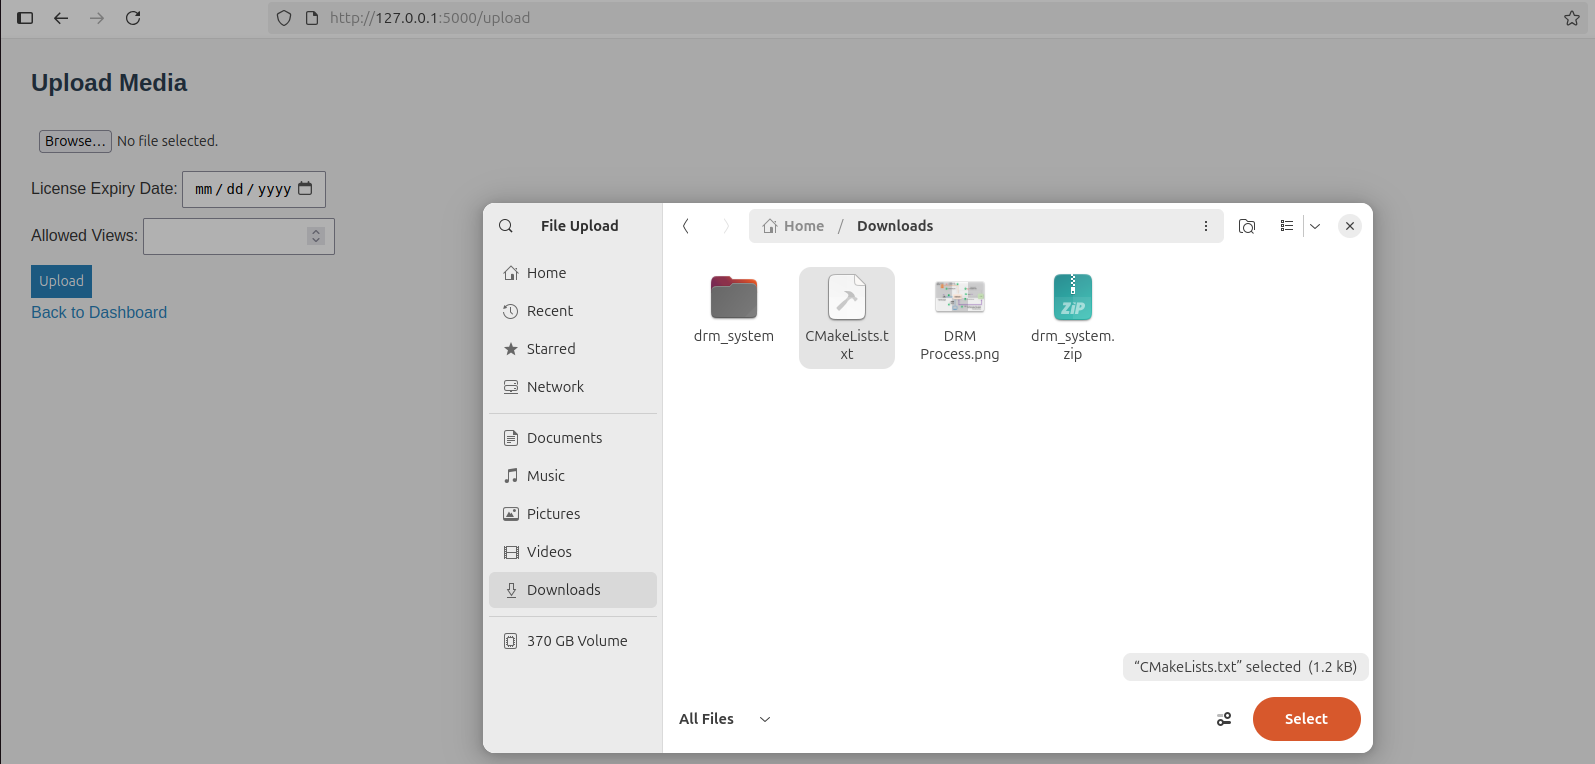 http://127.0.0.1:5000/upload
Upload Media
Browse... No file selected.
License Expiry Date: mm / dd / yyyy
Allowed Views:
Upload
Back to Dashboard
File Upload
Home / Downloads
Home
Recent
Starred
Network
Documents
Music
Pictures
Videos
Downloads
370 GB Volume
drm_system
CMakeLists.t
xt
DRM
Process.png
ZiP
drm_system.
zip
“CMakeLists.txt” selected (1.2 kB)
All Files
Select